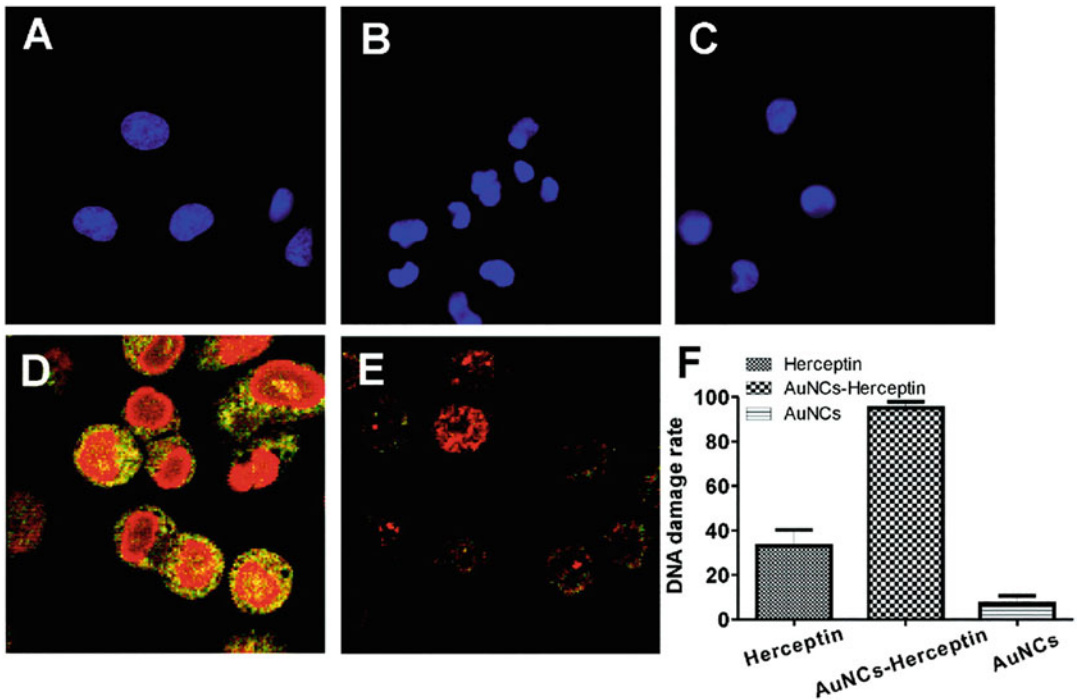 A
B
C
D
E
F
Herceptin
AuNCs-Herceptin
AuNCs
DNA damage rate
100
80
60
40
20
0
Herceptin
AuNCs-Herceptin
AuNCs